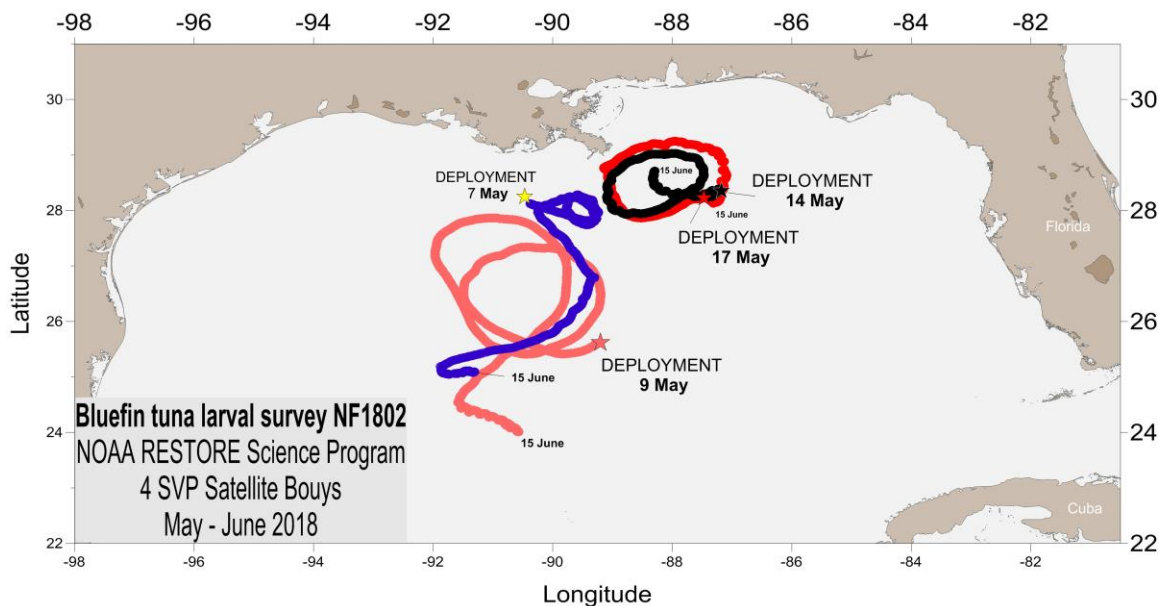 -98 -96 -94 -92 -90 -88 -86 -84 -82
30 30
15 June
DEPLOYMENT
7 May
DEPLOYMENT
14 May
28 28
15 June
Florida
DEPLOYMENT
17 May
Latitude
26 26
DEPLOYMENT
9 May
15 June
Bluefin tuna larval survey NF1802
NOAA RESTORE Science Program
4 SVP Satellite Bouys
May - June 2018
24 24
15 June
Cuba
22 22
-98 -96 -94 -92 -90 -88 -86 -84 -82
Longitude